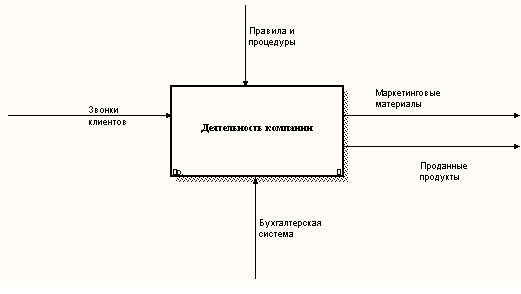 Правила и
процедуры
Маркетинговые
материалы
Звонки
клиентов
Деятельность компании
Проданные
продукты
Бухгалтерская
система